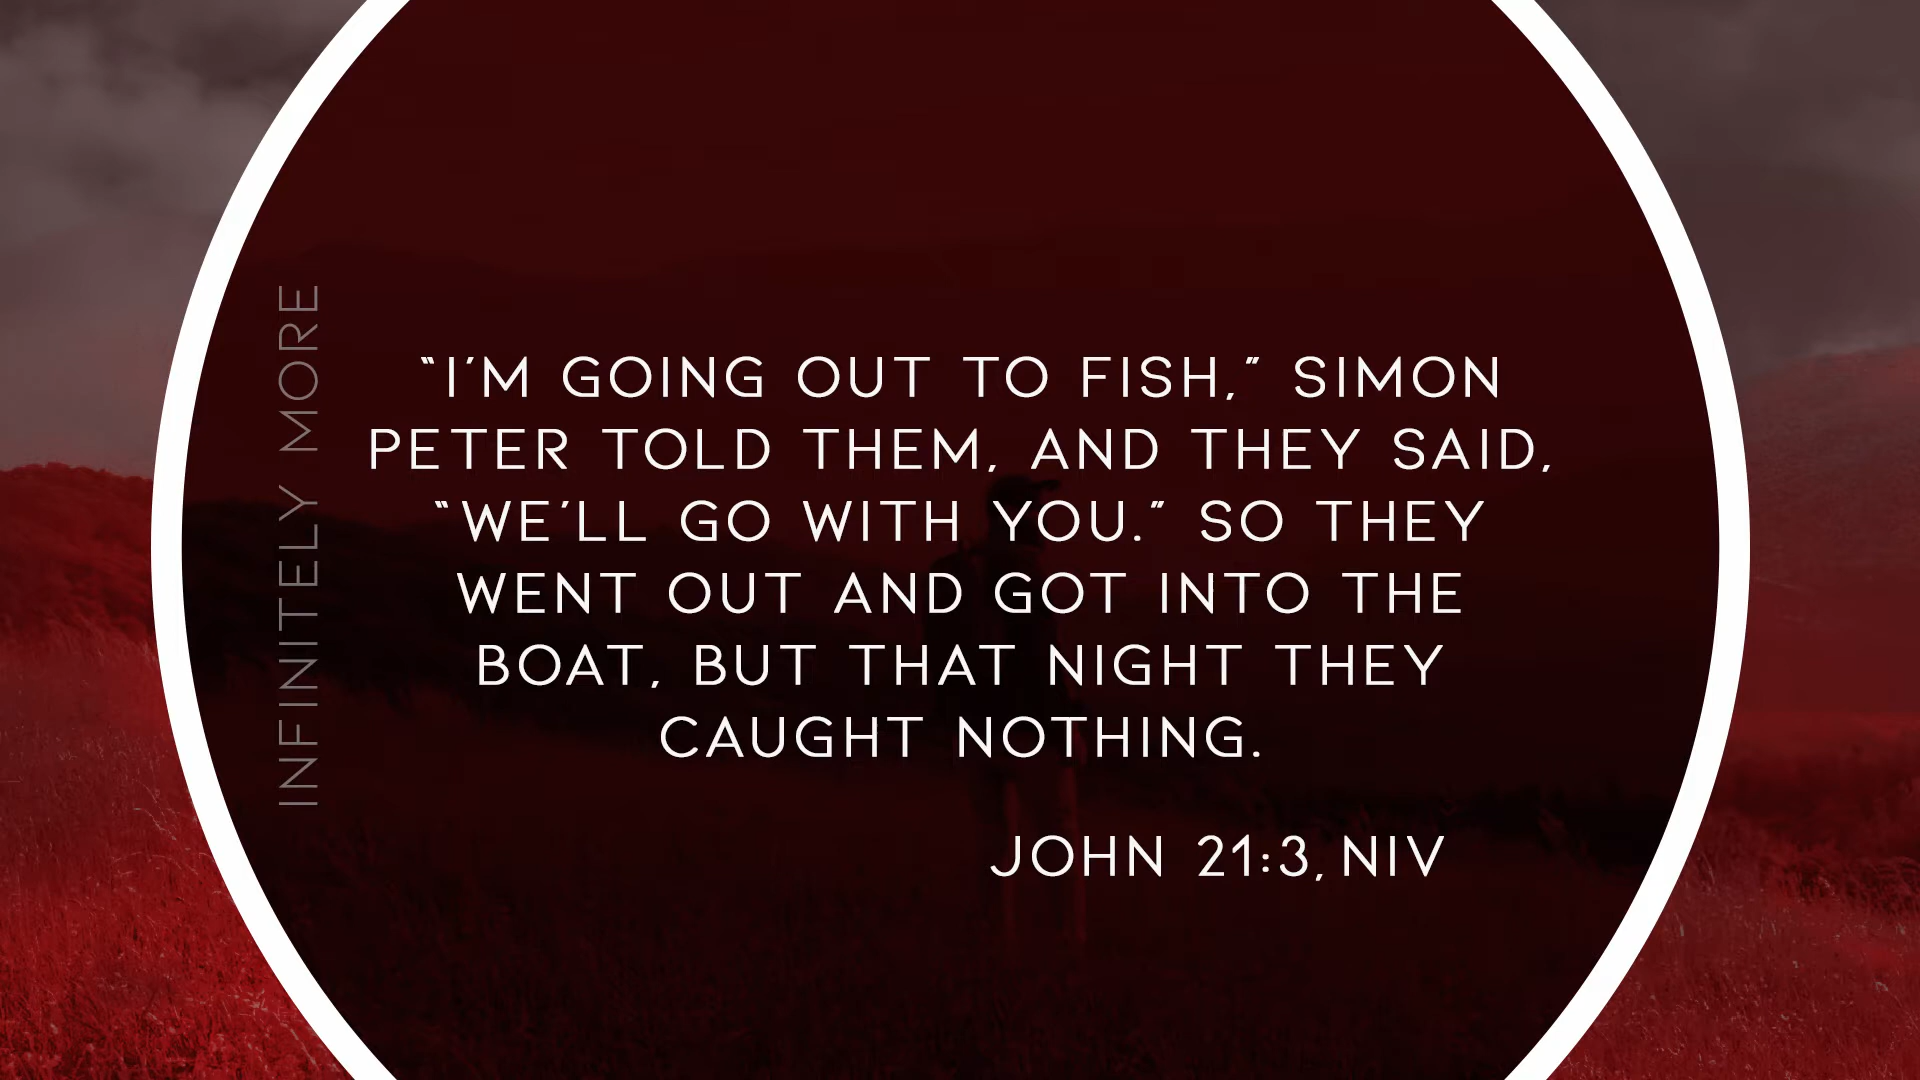 INFINITELY MORE
“I’M GOING OUT TO FISH,” SIMON
PETER TOLD THEM, AND THEY SAID,
“WE’LL GO WITH YOU.” SO THEY
WENT OUT AND GOT INTO THE
BOAT, BUT THAT NIGHT THEY
CAUGHT NOTHING.
JOHN 21:3, NIV